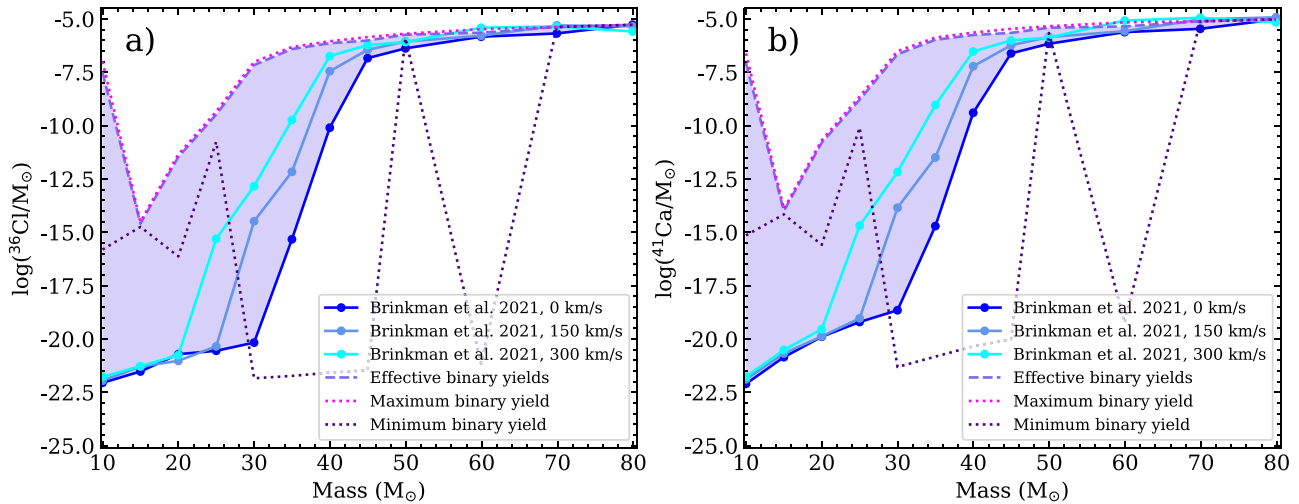 a)
-5.0
-7.5
-10.0
-12.5
-15.0
-17.5
-20.0
-22.5
-25.0
log(³⁶Cl/M☉)
Brinkman et al. 2021, 0 km/s
Brinkman et al. 2021, 150 km/s
Brinkman et al. 2021, 300 km/s
Effective binary yields
Maximum binary yield
Minimum binary yield
10 20 30 40 50 60 70 80
Mass (M☉)
b)
-5.0
-7.5
-10.0
-12.5
-15.0
-17.5
-20.0
-22.5
-25.0
log(⁴¹Ca/M☉)
Brinkman et al. 2021, 0 km/s
Brinkman et al. 2021, 150 km/s
Brinkman et al. 2021, 300 km/s
Effective binary yields
Maximum binary yield
Minimum binary yield
10 20 30 40 50 60 70 80
Mass (M☉)